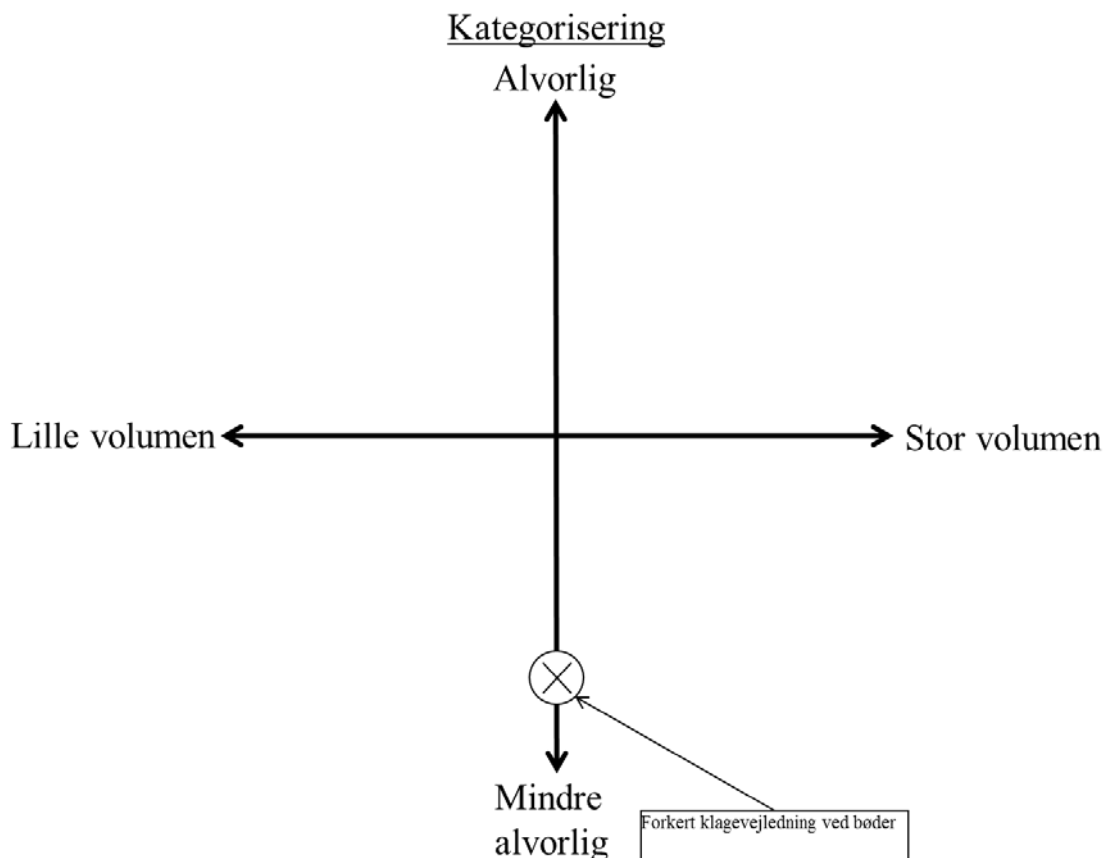 Kategorisering
Alvorlig
Lille volumen
Stor volumen
Mindre
alvorlig
Forkert klagevejledning ved bøder